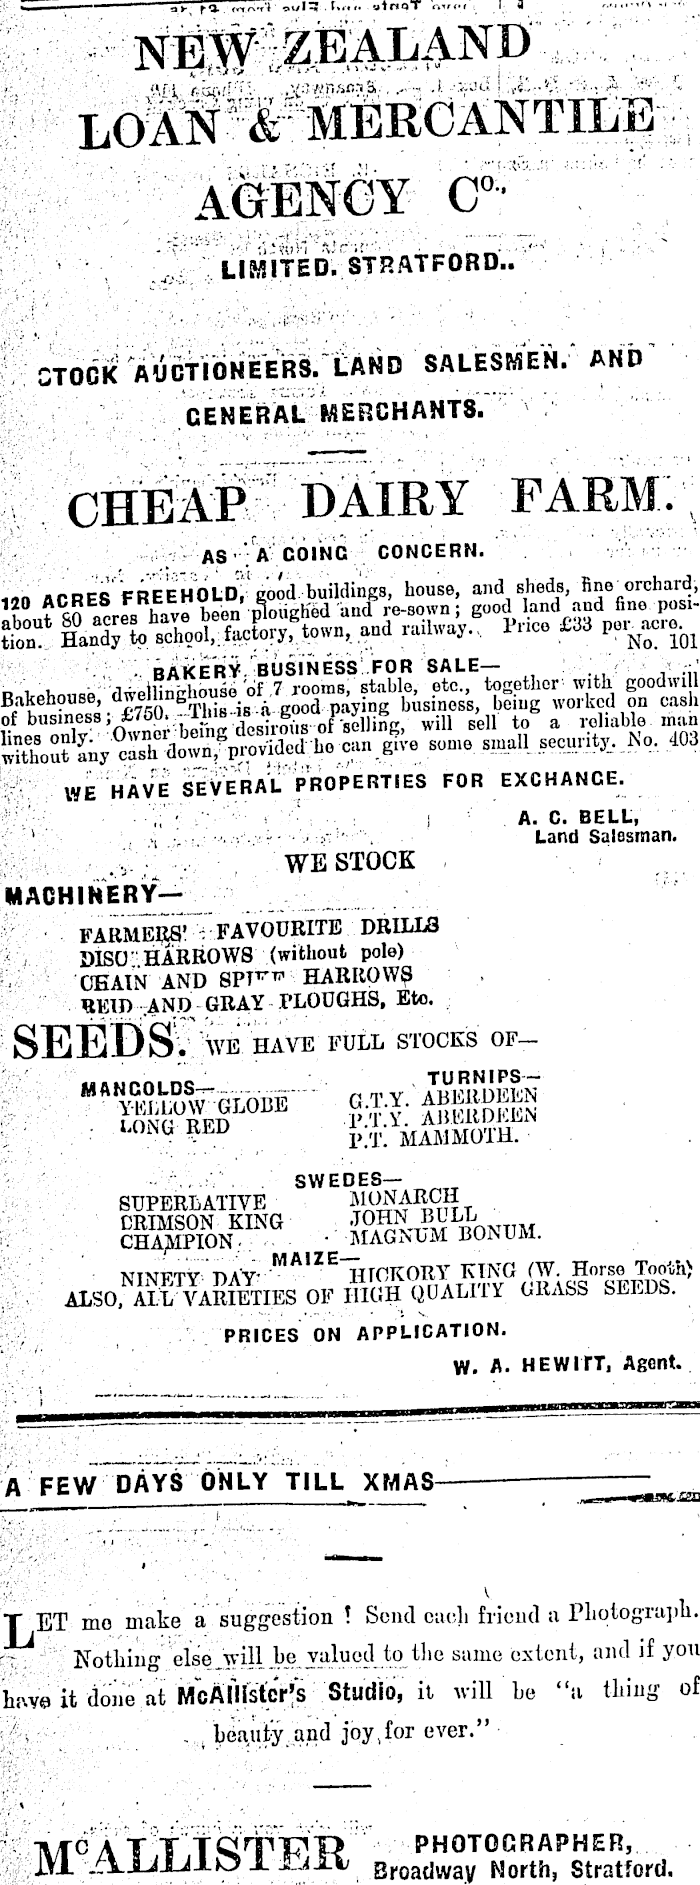 NEW ZEALAND
LOAN & MERCANTILE
AGENCY Co.,
LIMITED. STRATFORD..
STOCK AUCTIONEERS. LAND SALESMEN. AND
GENERAL MERCHANTS.
CHEAP DAIRY FARM.
AS A GOING CONCERN.
120 ACRES FREEHOLD, good buildings, house, and sheds, fine orchard,
about 80 acres have been ploughed and re-sown; good land and fine posi-
tion. Handy to school, factory, town, and railway. Price £33 per acre.
No. 101
BAKERY BUSINESS FOR SALE—
Bakehouse, dwellinghouse of 7 rooms, stable, etc., together with goodwill
of business; £750. This is a good paying business, being worked on cash
lines only. Owner being desirous of selling, will sell to a reliable man
without any cash down, provided he can give some small security. No. 403
WE HAVE SEVERAL PROPERTIES FOR EXCHANGE.
A. C. BELL,
Land Salesman.
WE STOCK
MACHINERY—
FARMERS' FAVOURITE DRILLS
DISC HARROWS (without pole)
CHAIN AND HARROWS
REID AND GRAY PLOUGHS, Etc.
SEEDS. WE HAVE FULL STOCKS OF—
MANGOLDS— TURNIPS—
YELLOW GLOBE G.T.Y. ABERDEEN
LONG RED P.T.Y. ABERDEEN
P.T. MAMMOTH.
SWEDES—
SUPERLATIVE MONARCH
CRIMSON KING JOHN BULL
CHAMPION MAGNUM BONUM.
MAIZE—
NINETY DAY HICKORY KING (W. Horse Tooth)
ALSO, ALL VARIETIES OF HIGH QUALITY GRASS SEEDS.
PRICES ON APPLICATION.
W. A. HEWITT, Agent.
A FEW DAYS ONLY TILL XMAS—
LET me make a suggestion! Send each friend a Photograph.
Nothing else will be valued to the same extent, and if you
have it done at McAllister's Studio, it will be "a thing of
beauty and joy for ever."
McALLISTER PHOTOGRAPHER,
Broadway North, Stratford.